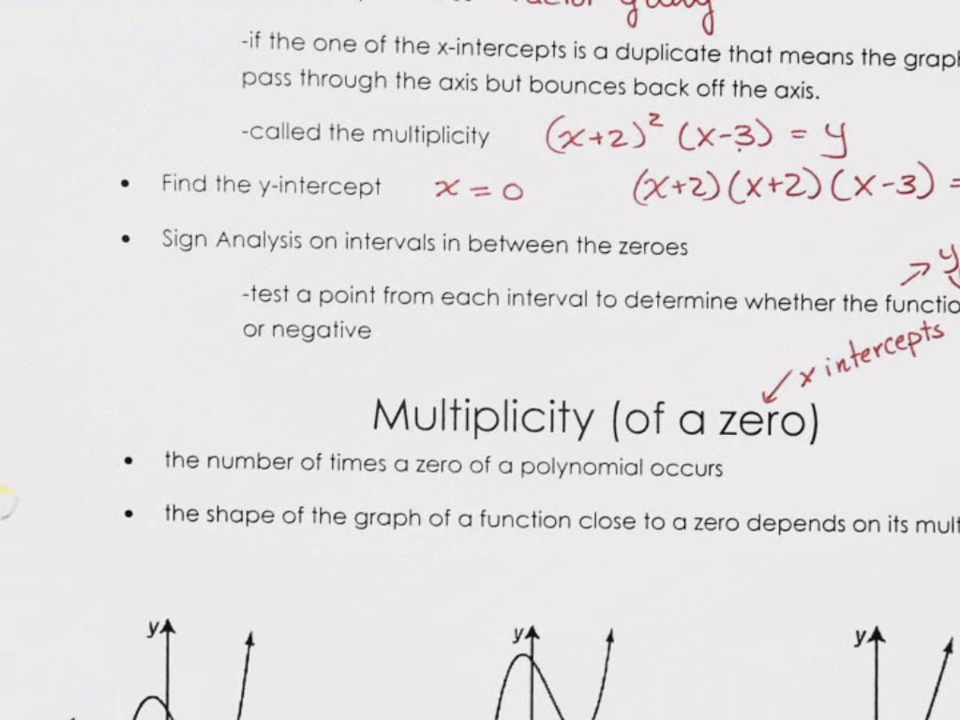 -if the one of the x-intercepts is a duplicate that means the graph
pass through the axis but bounces back off the axis.
-called the multiplicity (x+2)² (x-3) = y
• Find the y-intercept x = 0 (x+2)(x+2)(x-3) =
• Sign Analysis on intervals in between the zeroes
y
-test a point from each interval to determine whether the functio
or negative
x intercepts
Multiplicity (of a zero)
• the number of times a zero of a polynomial occurs
• the shape of the graph of a function close to a zero depends on its mult
y y y